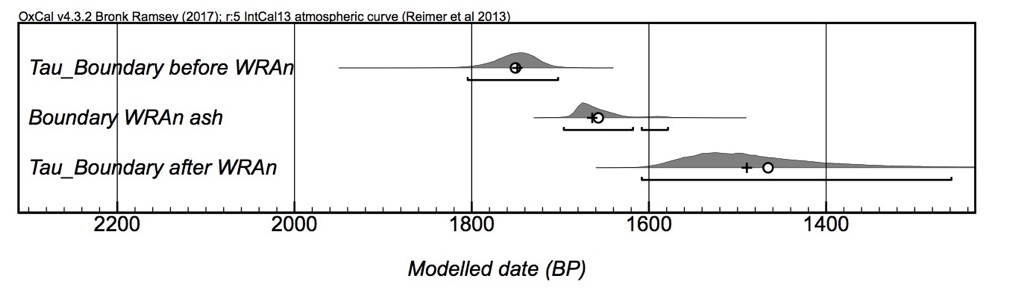 OxCal v4.3.2 Bronk Ramsey (2017); r:5 IntCal13 atmospheric curve (Reimer et al 2013)
Tau_Boundary before WRAn
Boundary WRAn ash
Tau_Boundary after WRAn
2200 2000 1800 1600 1400
Modelled date (BP)